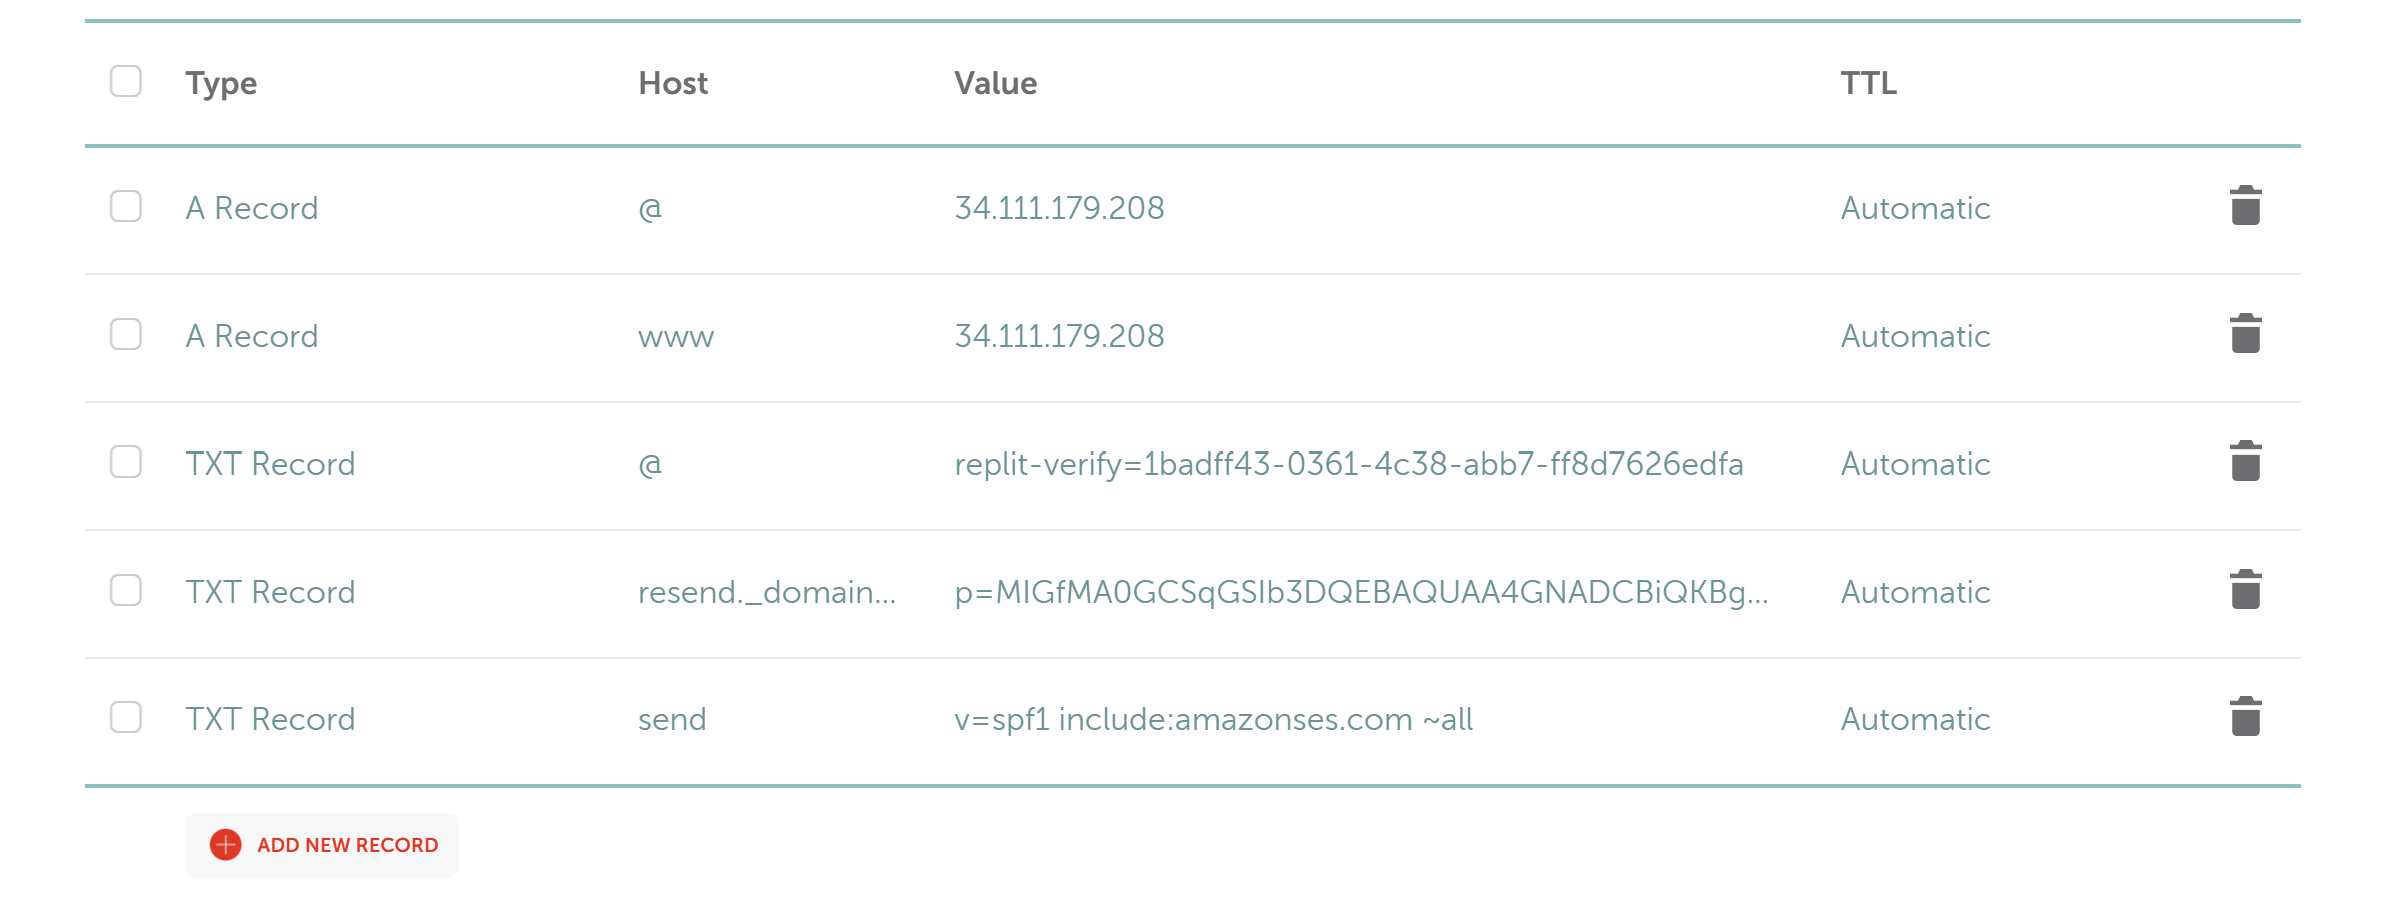 Type Host Value TTL
A Record @ 34.111.179.208 Automatic
A Record www 34.111.179.208 Automatic
TXT Record @ replit-verify=1badff43-0361-4c38-abb7-ff8d7626edfa Automatic
TXT Record resend._domain... p=MIGfMA0GCSqGSIb3DQEBAQUAA4GNADCBiQKBg... Automatic
TXT Record send v=spf1 include:amazonses.com ~all Automatic
ADD NEW RECORD